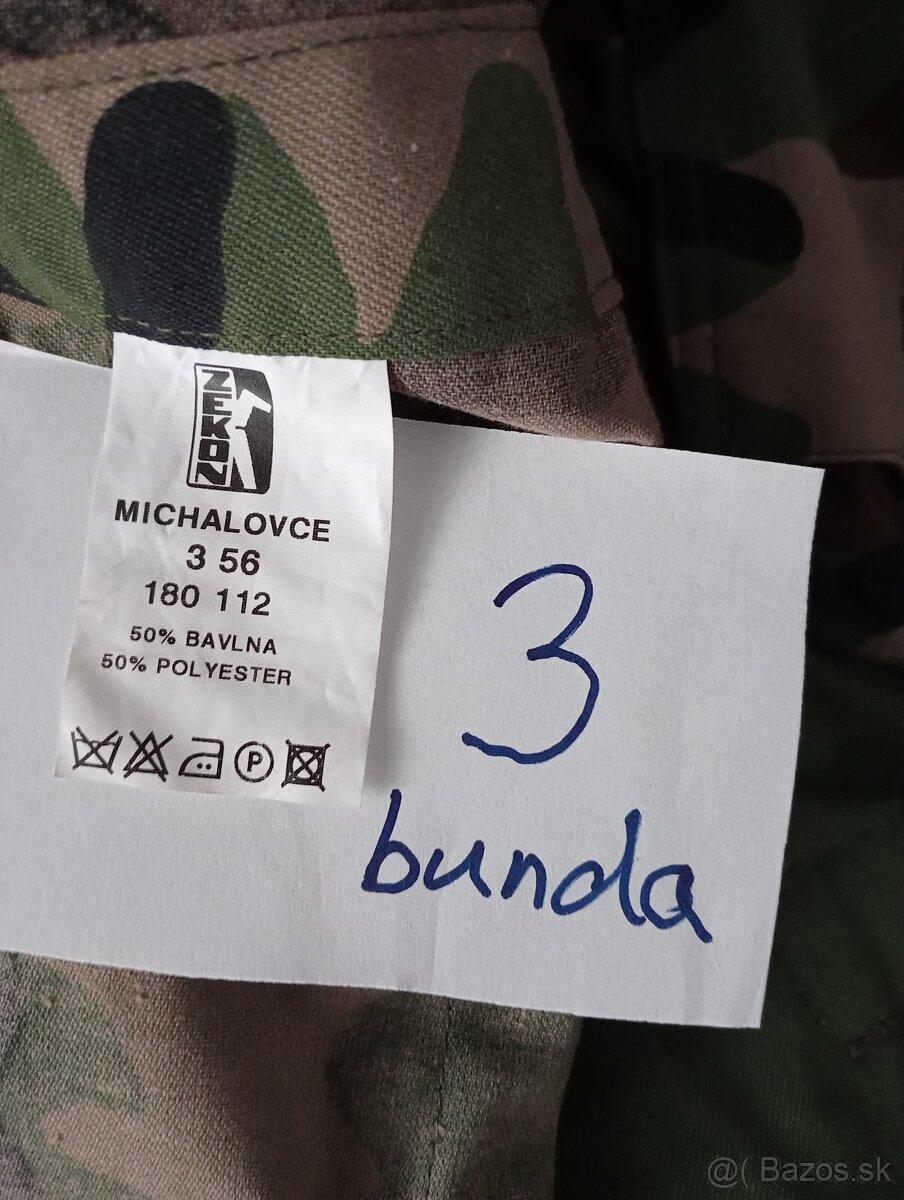 ZEKON
MICHALOVCE
3 56
180 112
50% BAVLNA
50% POLYESTER
P
3
bunda
@( Bazos.sk